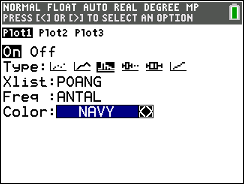 NORMAL FLOAT AUTO REAL DEGREE MP
PRESS [<] OR [>] TO SELECT AN OPTION
Plot1 Plot2 Plot3
On Off
Type:
Xlist:POANG
Freq :ANTAL
Color: NAVY